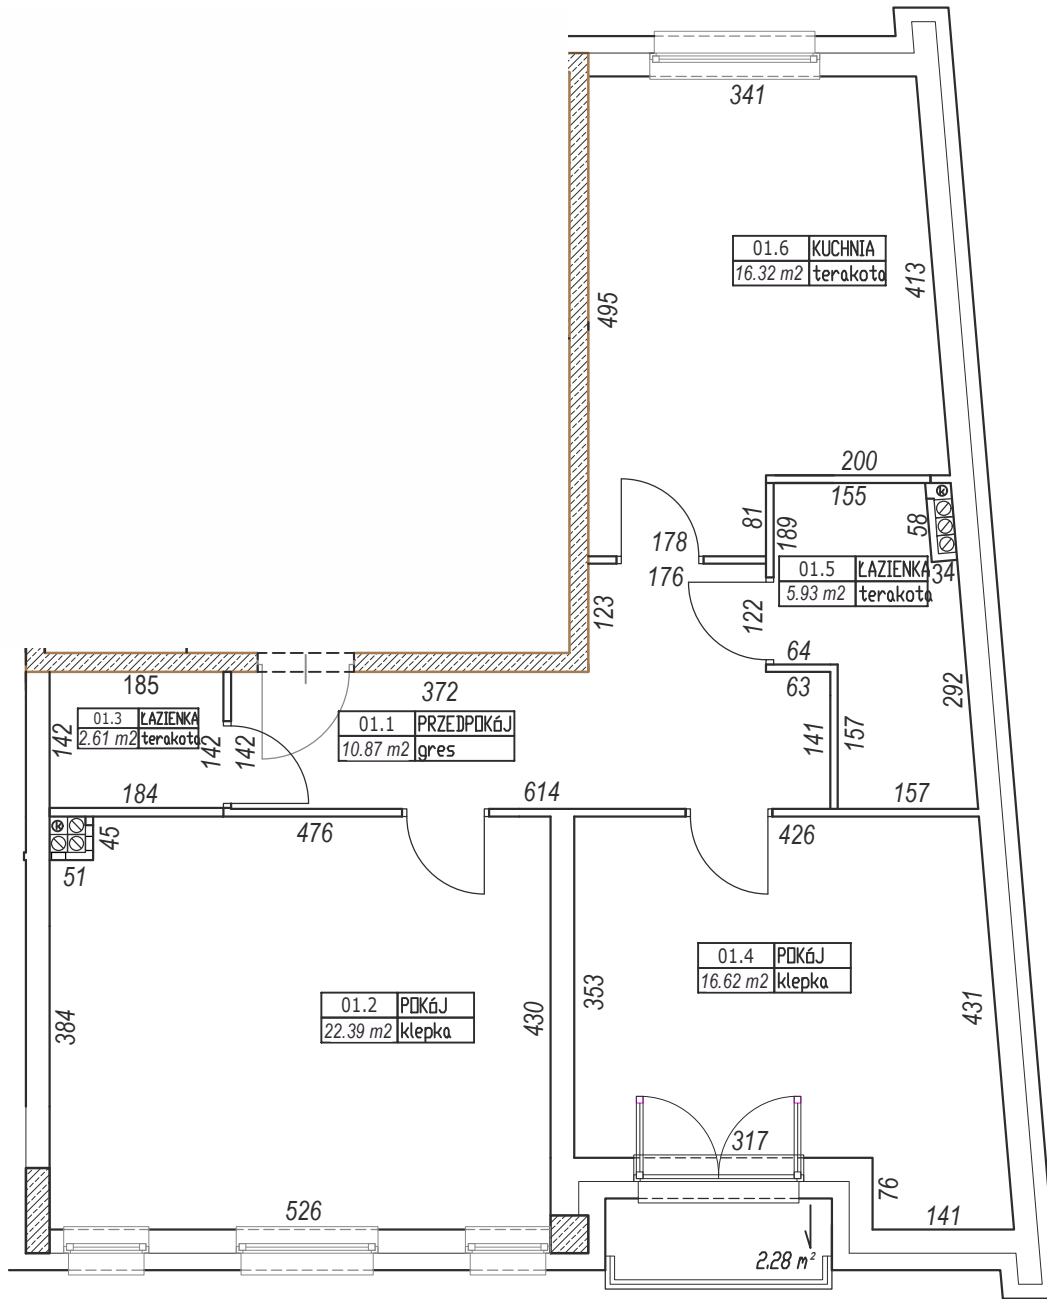 341
01.6 KUCHNIA
16.32 m2 terakota
413
495
200
155
81
189
58
178
176
01.5 ŁAZIENKA
5.93 m2 terakota
34
123
122
64
63
185
372
292
01.3 ŁAZIENKA
2.61 m2 terakota
01.1 PRZEDPOKÓJ
10.87 m2 gres
142
142
142
141
157
184
614
157
476
426
45
51
01.4 POKÓJ
16.62 m2 klepka
353
431
01.2 POKÓJ
22.39 m2 klepka
384
430
317
76
526
141
2.28 m²